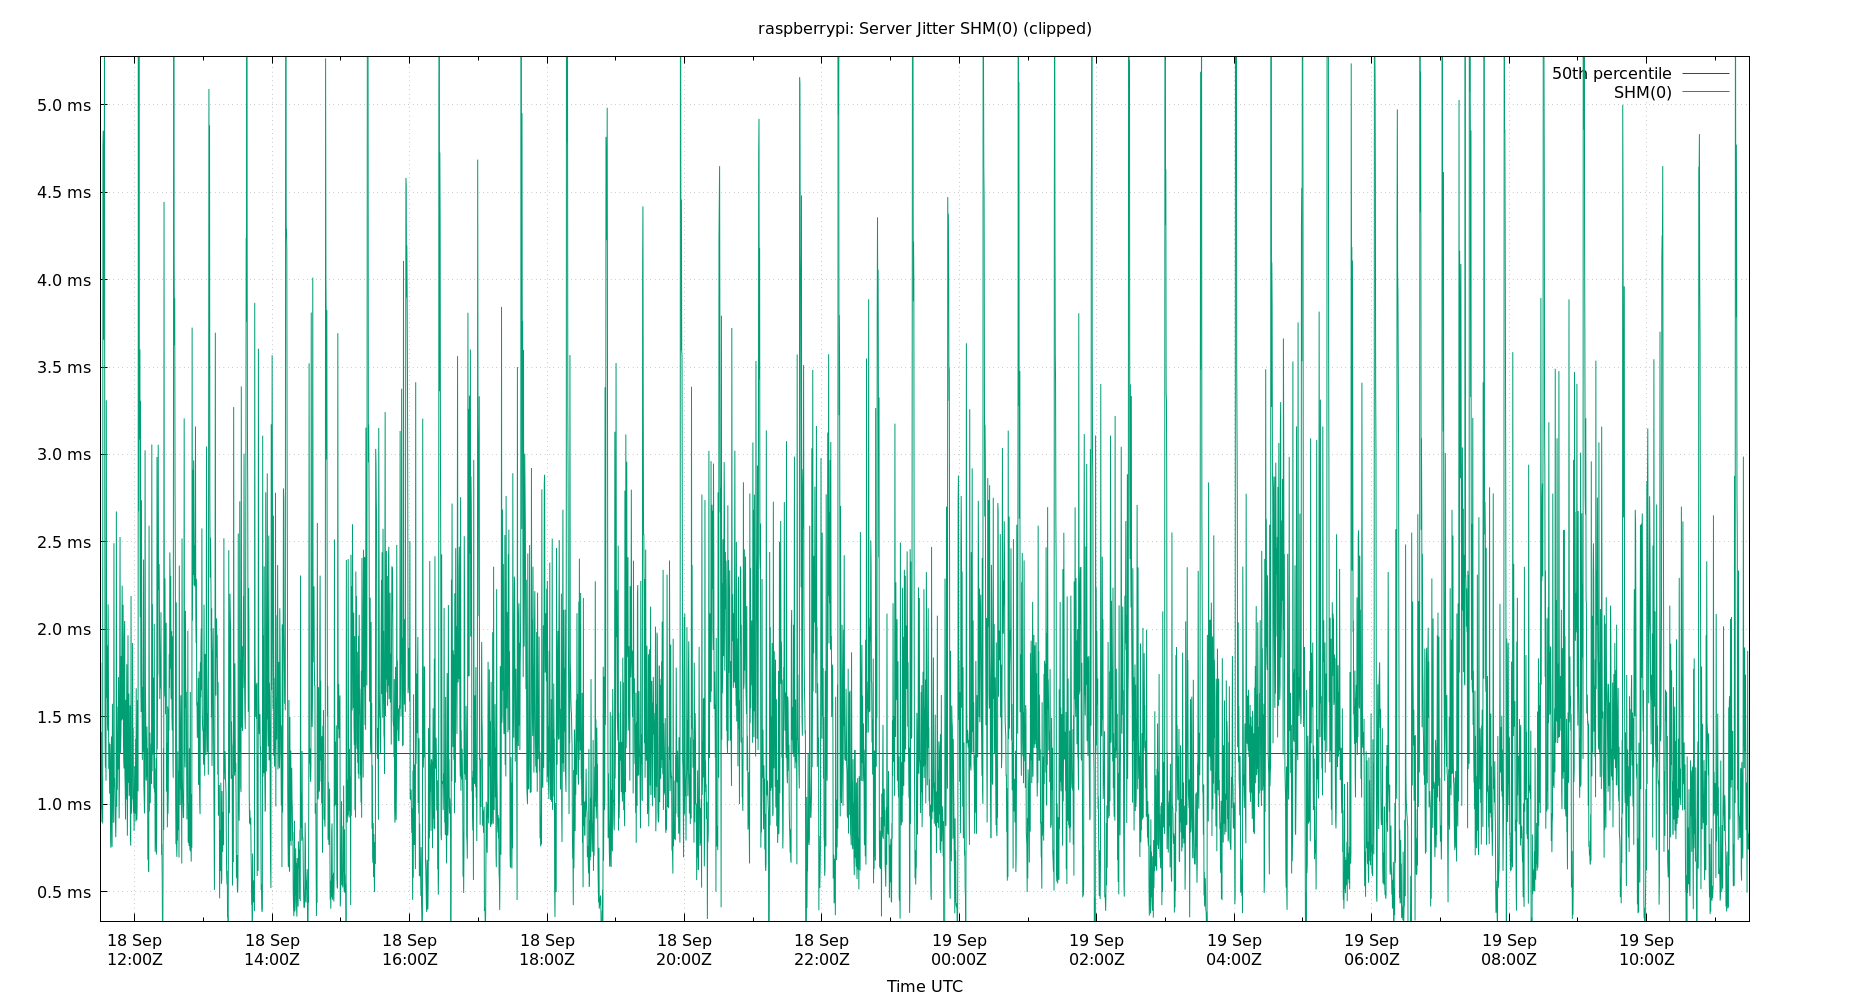 raspberrypi: Server Jitter SHM(0) (clipped)
50th percentile
SHM(0)
5.0 ms
4.5 ms
4.0 ms
3.5 ms
3.0 ms
2.5 ms
2.0 ms
1.5 ms
1.0 ms
0.5 ms
18 Sep 18 Sep 18 Sep 18 Sep 18 Sep 18 Sep 19 Sep 19 Sep 19 Sep 19 Sep 19 Sep 19 Sep
12:00Z 14:00Z 16:00Z 18:00Z 20:00Z 22:00Z 00:00Z 02:00Z 04:00Z 06:00Z 08:00Z 10:00Z
Time UTC